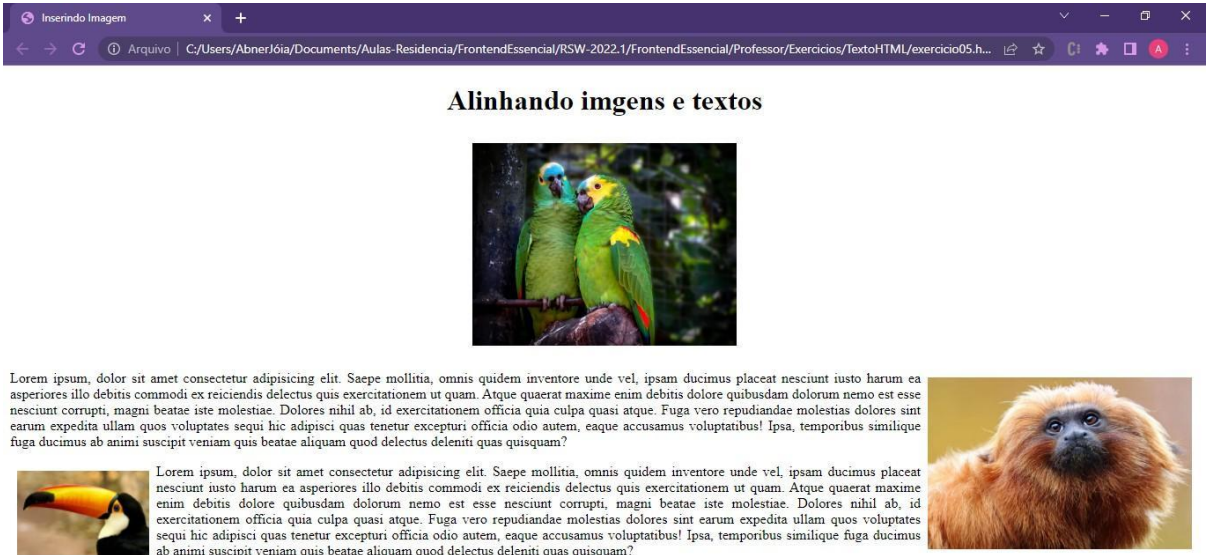 Inserindo Imagem
Arquivo | C:/Users/AbnerJóia/Documents/Aulas-Residencia/FrontendEssencial/RSW-2022.1/FrontendEssencial/Professor/Exercicios/TextoHTML/exercicio05.h...
A
Alinhando imgens e textos
Lorem ipsum, dolor sit amet consectetur adipisicing elit. Saepe mollitia, omnis quidem inventore unde vel, ipsam ducimus placeat nesciunt iusto harum ea
asperiores illo debitis commodi ex reiciendis delectus quis exercitationem ut quam. Atque quaerat maxime enim debitis dolore quibusdam dolorum nemo est esse
nesciunt corrupti, magni beatae iste molestiae. Dolores nihil ab, id exercitationem officia quia culpa quasi atque. Fuga vero repudiandae molestias dolores sint
earum expedita ullam quos voluptates sequi hic adipisci quas tenetur excepturi officia odio autem, eaque accusamus voluptatibus! Ipsa, temporibus similique
fuga ducimus ab animi suscipit veniam quis beatae aliquam quod delectus deleniti quas quisquam?
Lorem ipsum, dolor sit amet consectetur adipisicing elit. Saepe mollitia, omnis quidem inventore unde vel, ipsam ducimus placeat
nesciunt iusto harum ea asperiores illo debitis commodi ex reiciendis delectus quis exercitationem ut quam. Atque quaerat maxime
enim debitis dolore quibusdam dolorum nemo est esse nesciunt corrupti, magni beatae iste molestiae. Dolores nihil ab, id
exercitationem officia quia culpa quasi atque. Fuga vero repudiandae molestias dolores sint earum expedita ullam quos voluptates
sequi hic adipisci quas tenetur excepturi officia odio autem, eaque accusamus voluptatibus! Ipsa, temporibus similique fuga ducimus
ab animi suscipit veniam quis beatae aliquam quod delectus deleniti quas quisquam?